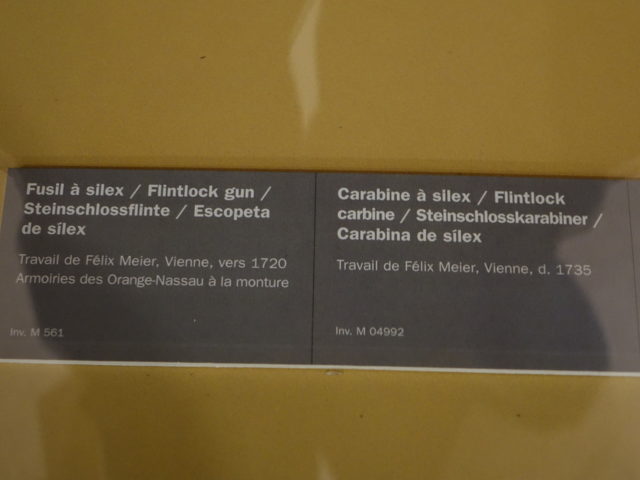 Fusil à silex / Flintlock gun /
Steinschlossflinte / Escopeta
de sílex
Travail de Félix Meier, Vienne, vers 1720
Armoiries des Orange-Nassau à la monture
Inv. M 561
Carabine à silex / Flintlock
carbine / Steinschlosskarabiner /
Carabina de sílex
Travail de Félix Meier, Vienne, d. 1735
Inv. M 04992